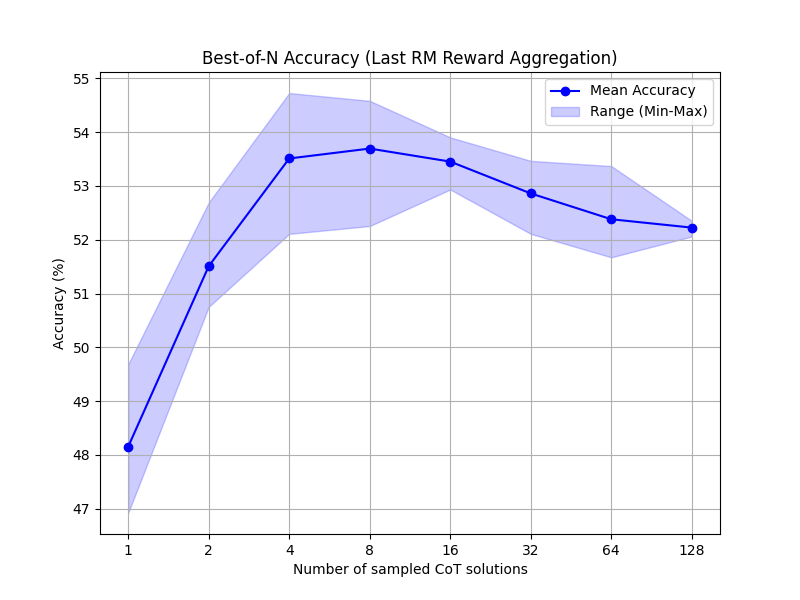 Best-of-N Accuracy (Last RM Reward Aggregation)
Mean Accuracy
Range (Min-Max)
55
54
53
52
51
50
49
48
47
Accuracy (%)
1 2 4 8 16 32 64 128
Number of sampled CoT solutions